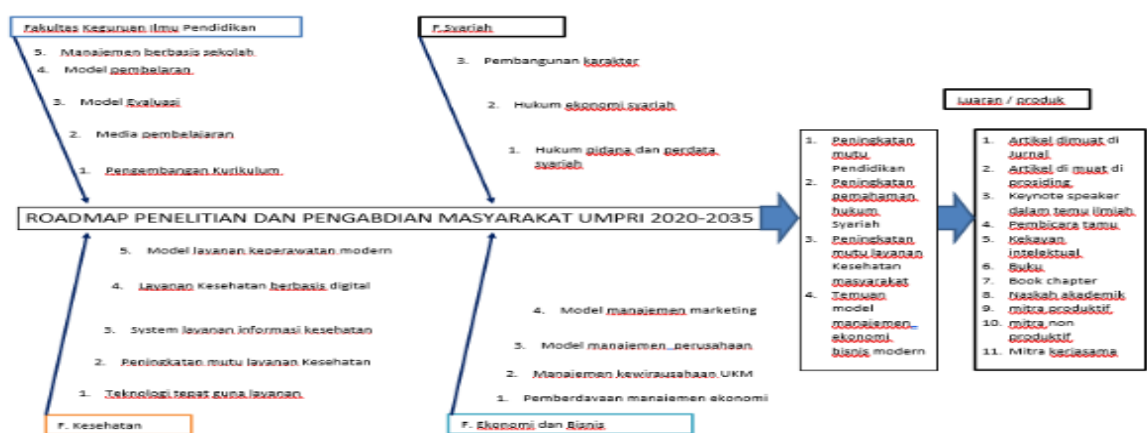 Fakultas Keguruan Ilmu Pendidikan
5. Manajemen berbasis sekolah
4. Model pembelaran
3. Model Evaluasi
2. Media pembelajaran
1. Pengembangan Kurikulum
F.Syariah
3. Pembangunan karakter
2. Hukum ekonomi syariah
1. Hukum pidana dan perdata
syariah
ROADMAP PENELITIAN DAN PENGABDIAN MASYARAKAT UMPRI 2020-2035
5. Model layanan keperawatan modern
4. Layanan Kesehatan berbasis digital
3. System layanan informasi kesehatan
2. Peningkatan mutu layanan Kesehatan
1. Teknologi tepat guna layanan
F. Kesehatan
4. Model manajemen marketing
3. Model manajemen perusahaan
2. Manajemen kewirausahaan UKM
1. Pemberdayaan manajemen ekonomi
F. Ekonomi dan Bisnis
1. Peningkatan
mutu
Pendidikan
2. Peningkatan
pemahaman
hukum
Syariah
3. Peningkatan
mutu layanan
Kesehatan
masyarakat
4. Temuan
model
manajemen
ekonomi
bisnis modern
Luaran / produk
1. Artikel dimuat di
Jurnal
2. Artikel di muat di
prosiding
3. Keynote speaker
dalam temu ilmiah
4. Pembicara tamu
5. Kekayan
intelektual
6. Buku
7. Book chapter
8. Naskah akademik
9. mitra produktif
10. mitra non
produktif
11. Mitra kerjasama